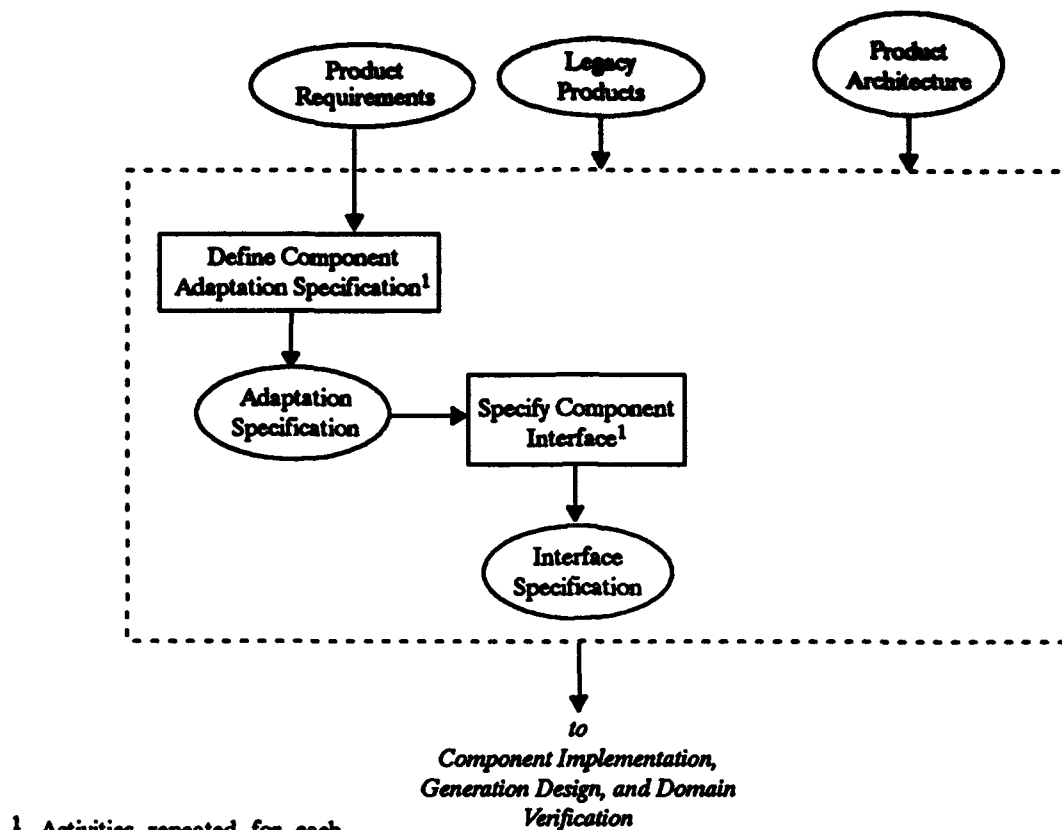 Product
Requirements
Legacy
Products
Product
Architecture
Define Component
Adaptation Specification¹
Adaptation
Specification
Specify Component
Interface¹
Interface
Specification
to
Component Implementation,
Generation Design, and Domain
Verification
¹ Activities repeated for each